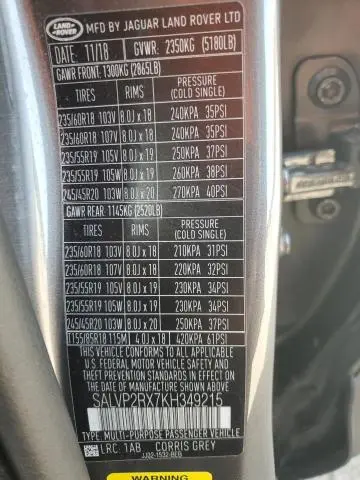 LAND ROVER MFD BY JAGUAR LAND ROVER LTD
DATE: 11/18 GVWR: 2350KG (5180LB)
GAWR FRONT: 1300KG (2865LB)
TIRES RIMS PRESSURE (COLD SINGLE)
235/60R18 103V 8.0J x 18 240KPA 35PSI
235/60R18 107V 8.0J x 18 240KPA 35PSI
235/55R19 105V 8.0J x 19 250KPA 37PSI
235/55R19 105W 8.0J x 19 260KPA 38PSI
245/45R20 103W 8.0J x 20 270KPA 40PSI
GAWR REAR: 1145KG (2520LB)
TIRES RIMS PRESSURE (COLD SINGLE)
235/60R18 103V 8.0J x 18 210KPA 31PSI
235/60R18 107V 8.0J x 18 220KPA 32PSI
235/55R19 105V 8.0J x 19 230KPA 34PSI
235/55R19 105W 8.0J x 19 230KPA 34PSI
245/45R20 103W 8.0J x 20 250KPA 37PSI
T155/85R18 115M 4.0J x 18 420KPA 61PSI
THIS VEHICLE CONFORMS TO ALL APPLICABLE
U.S. FEDERAL MOTOR VEHICLE SAFETY
STANDARDS IN EFFECT ON THE DATE OF
MANUFACTURE SHOWN ABOVE.
SALVP2RX7KH349215
TYPE: MULTI-PURPOSE PASSENGER VEHICLE
LRC: 1AB CORRIS GREY